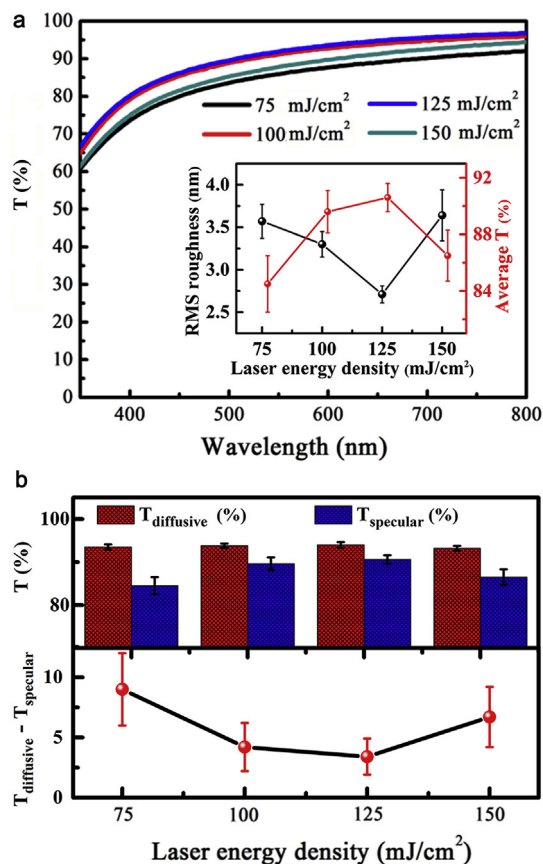 a
100
90
80
70
60
50
40
30
20
10
0
T (%)
75 mJ/cm²
125 mJ/cm²
100 mJ/cm²
150 mJ/cm²
4.0
3.5
3.0
2.5
RMS roughness (nm)
92
88
84
Average T (%)
75 100 125 150
Laser energy density (mJ/cm²)
400 500 600 700 800
Wavelength (nm)
b
T_diffusive (%)
T_specular (%)
100
80
T (%)
10
5
0
T_diffusive - T_specular
75 100 125 150
Laser energy density (mJ/cm²)